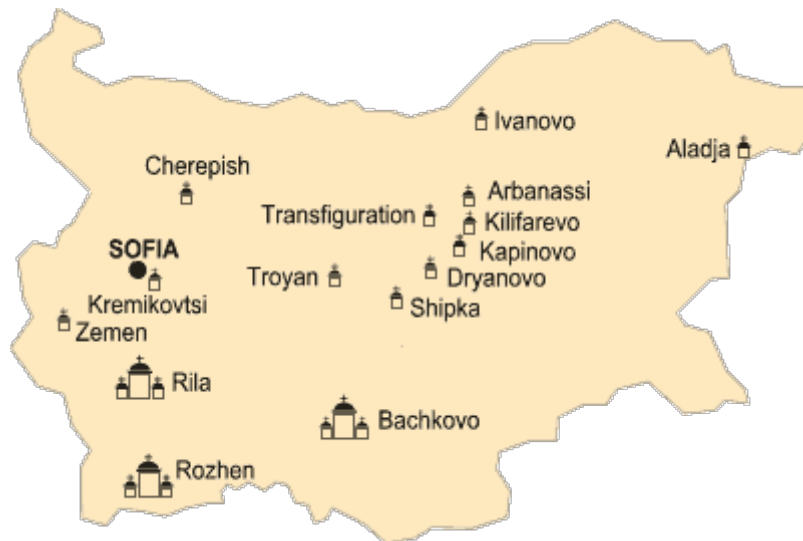 Ivanovo
Aladja
Cherepish
Arbanassi
Transfiguration
Kilifarevo
Kapinovo
SOFIA
Troyan
Dryanovo
Kremikovtsi
Shipka
Zemen
Rila
Bachkovo
Rozhen